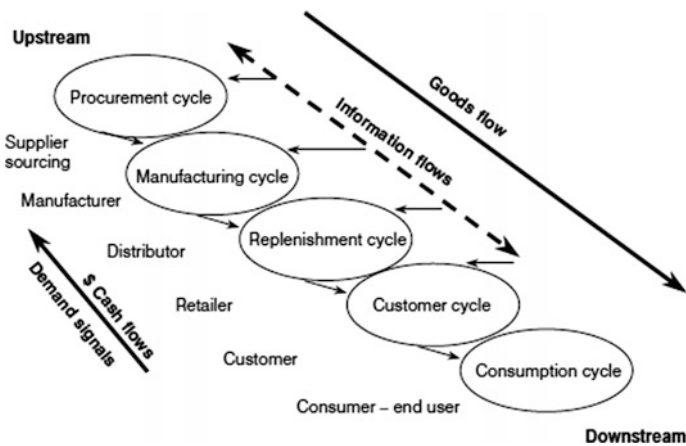 Upstream
Procurement cycle
Goods flow
Information flows
Supplier
sourcing
Manufacturing cycle
Manufacturer
Replenishment cycle
Distributor
$ Cash flows
Demand signals
Retailer
Customer cycle
Customer
Consumption cycle
Consumer – end user
Downstream